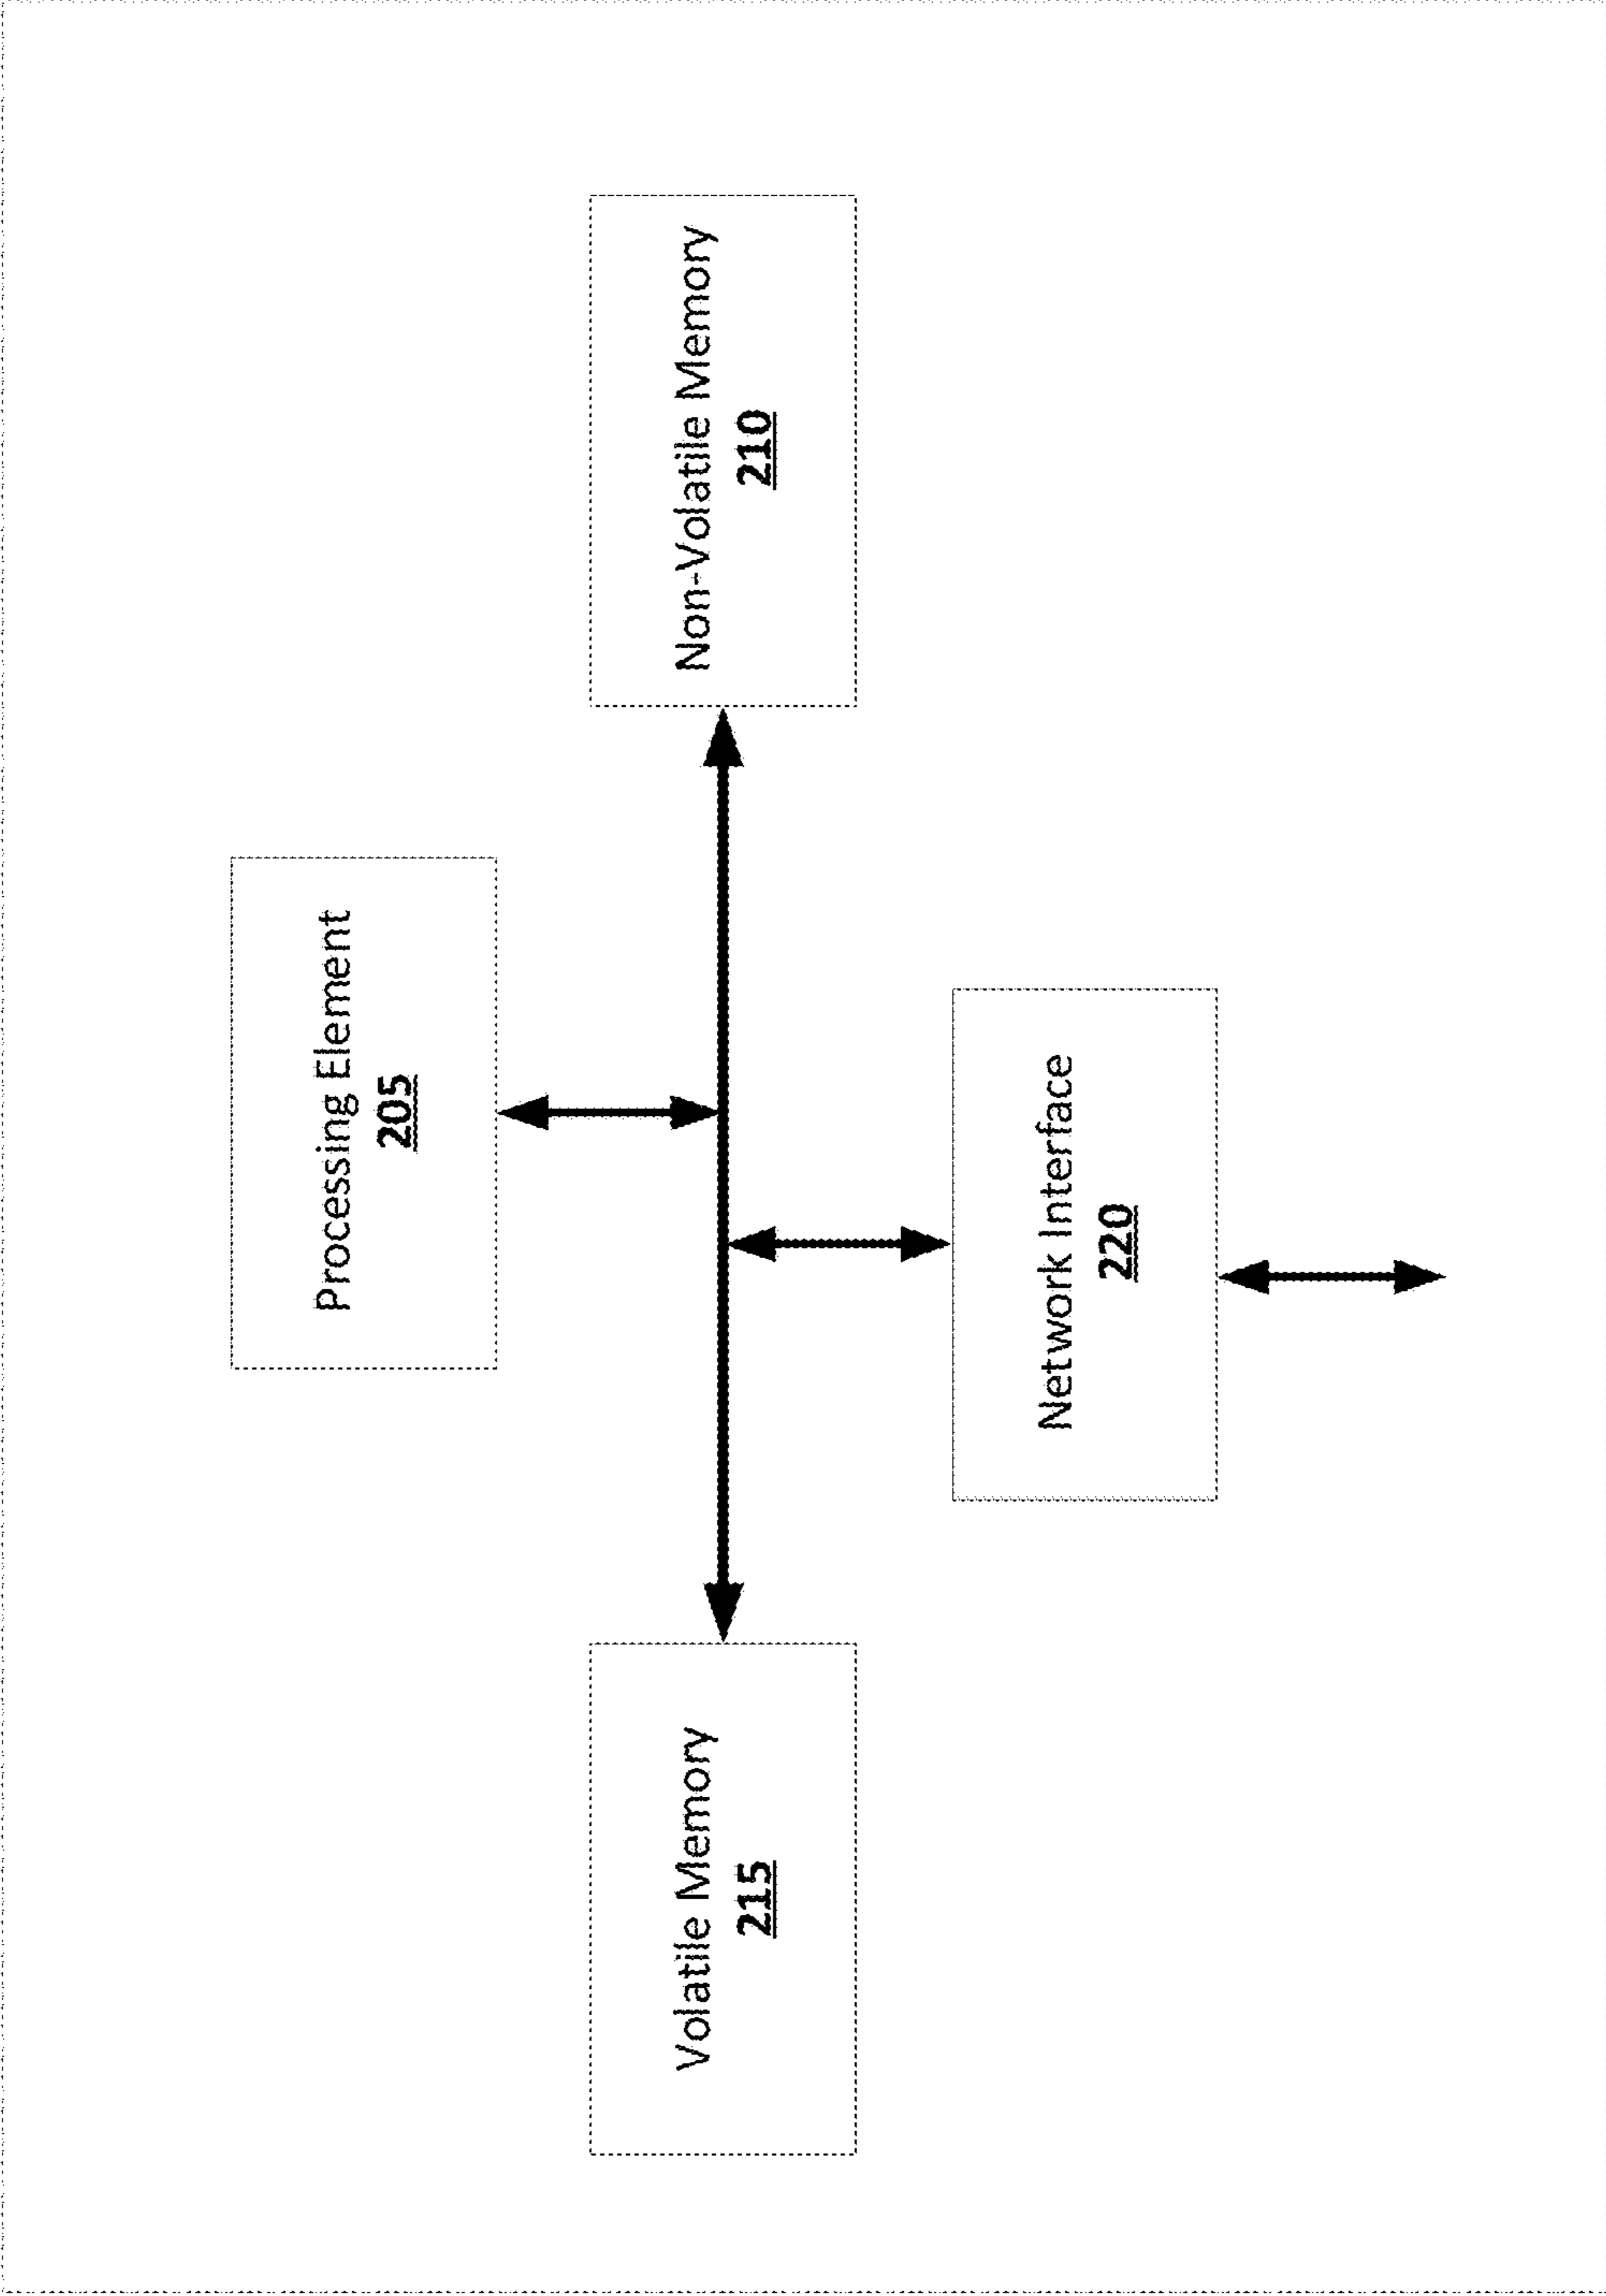 Processing Element
205
Volatile Memory
215
Non-Volatile Memory
210
Network Interface
220